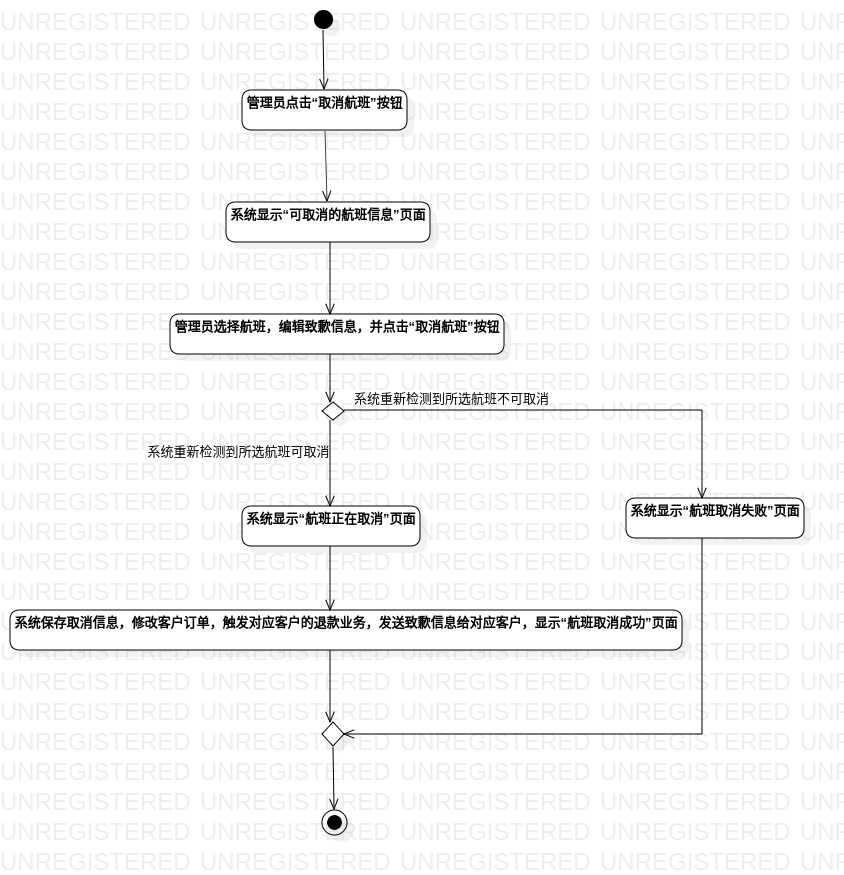 管理员点击“取消航班”按钮
系统显示“可取消的航班信息”页面
管理员选择航班，编辑致歉信息，并点击“取消航班”按钮
系统重新检测到所选航班不可取消
系统重新检测到所选航班可取消
系统显示“航班取消失败”页面
系统显示“航班正在取消”页面
系统保存取消信息，修改客户订单，触发对应客户的退款业务，发送致歉信息给对应客户，显示“航班取消成功”页面
UNREGISTERED